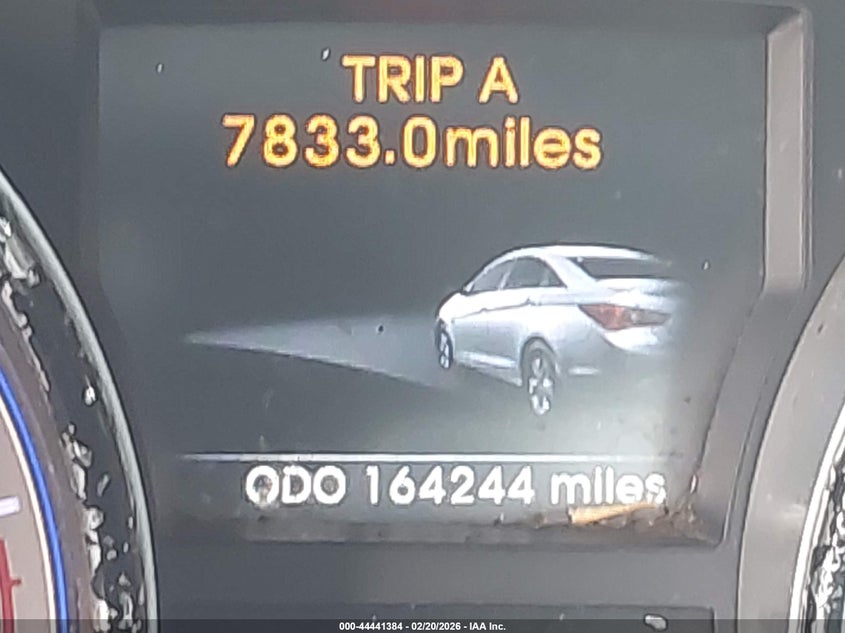 TRIP A
7833.0miles
ODO 164244 miles
000-44441384 - 02/20/2026 - IAA Inc.